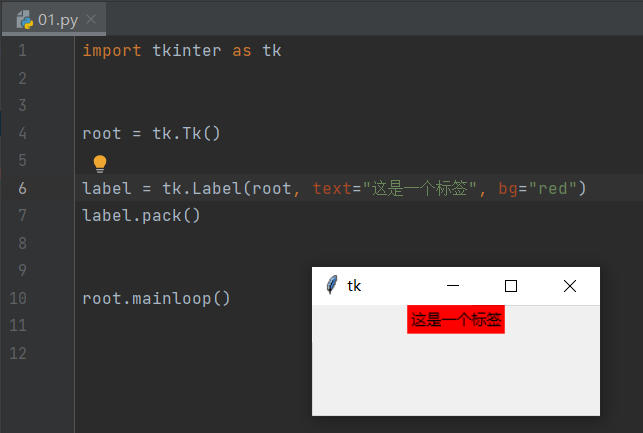 01.py
1 import tkinter as tk
2
3
4 root = tk.Tk()
5
6 label = tk.Label(root, text="这是一个标签", bg="red")
7 label.pack()
8
9
10 root.mainloop()
11
12
tk
这是一个标签